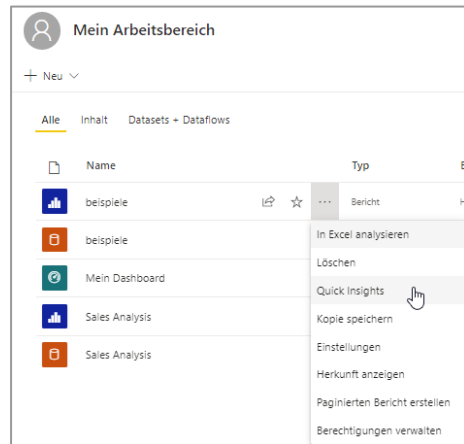 Mein Arbeitsbereich
+ Neu
Alle Inhalt Datasets + Dataflows
Name Typ
beispiele Bericht
In Excel analysieren
beispiele
Löschen
Mein Dashboard
Quick Insights
Sales Analysis
Kopie speichern
Einstellungen
Sales Analysis
Herkunft anzeigen
Paginierten Bericht erstellen
Berechtigungen verwalten